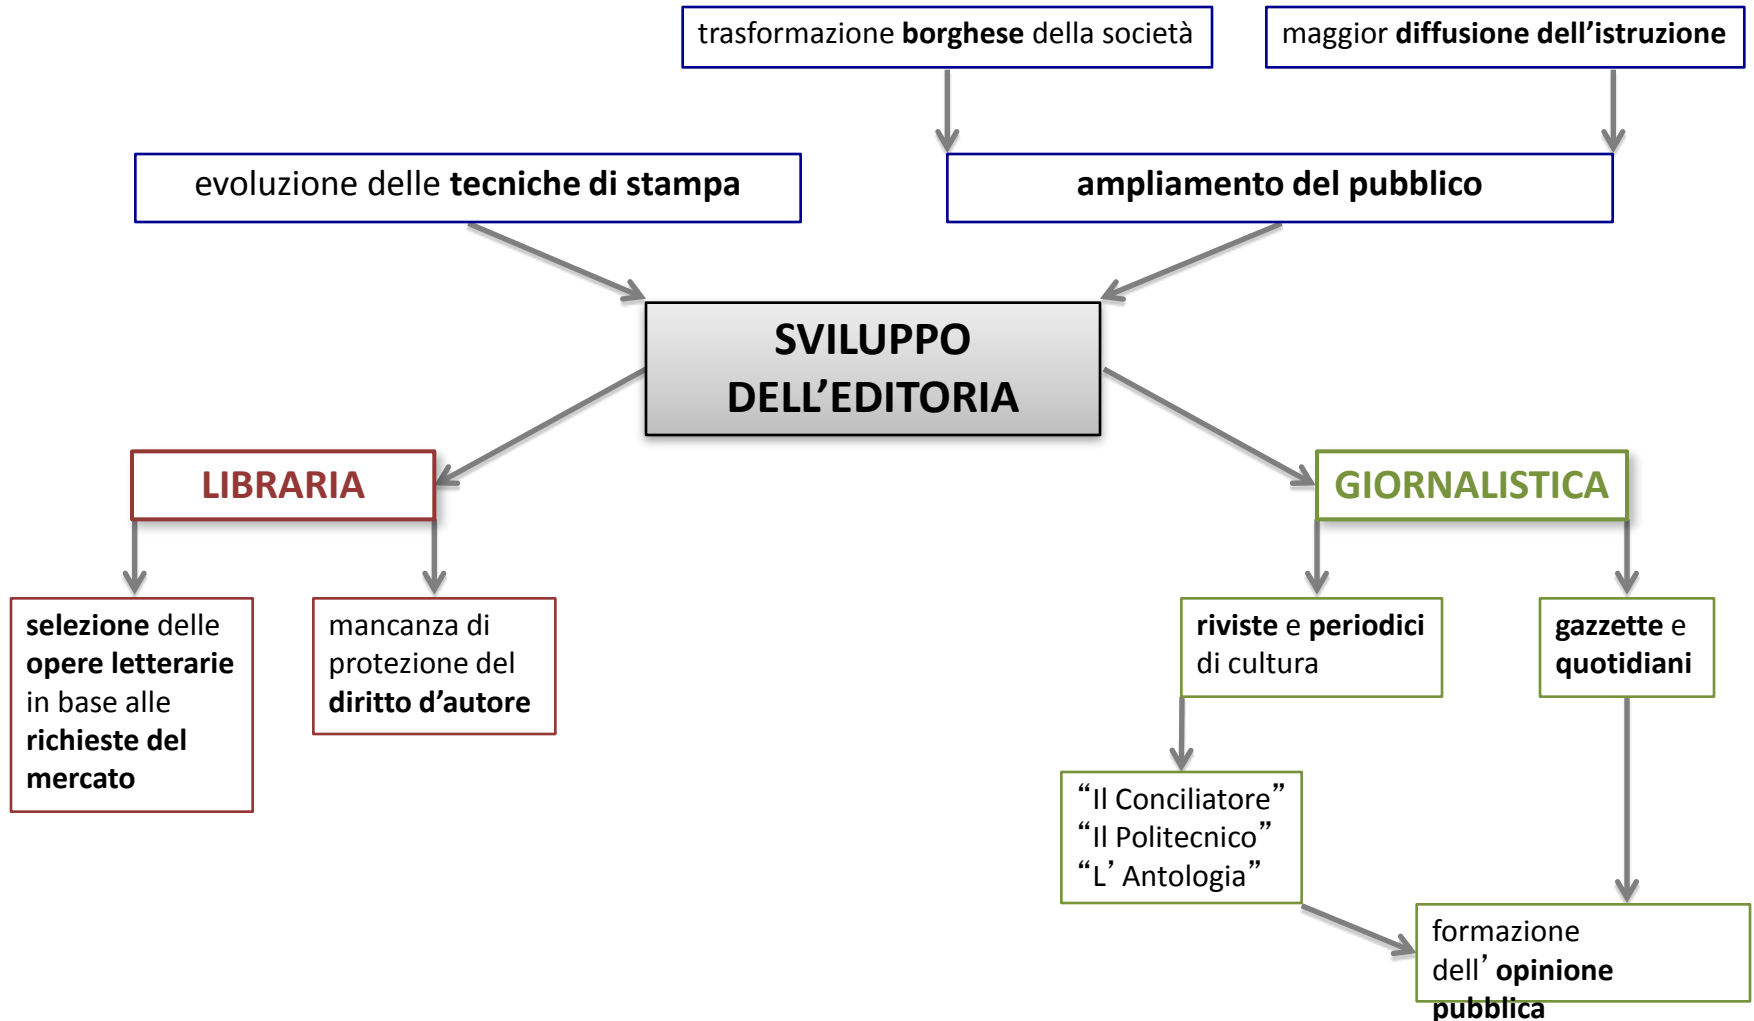 trasformazione borghese della società
maggior diffusione dell’istruzione
evoluzione delle tecniche di stampa
ampliamento del pubblico
SVILUPPO
DELL’EDITORIA
LIBRARIA
GIORNALISTICA
selezione delle
opere letterarie
in base alle
richieste del
mercato
mancanza di
protezione del
diritto d’autore
riviste e periodici
di cultura
gazzette e
quotidiani
“Il Conciliatore”
“Il Politecnico”
“L’ Antologia”
formazione
dell’ opinione
pubblica